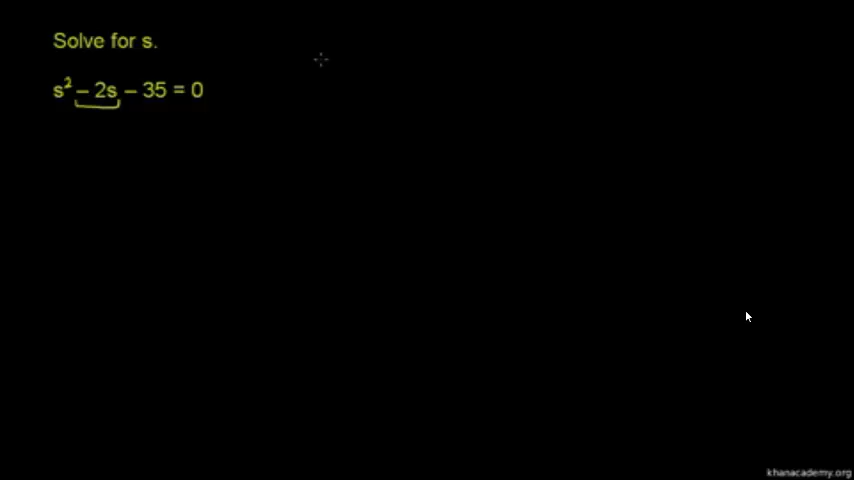 Solve for s.
s² – 2s – 35 = 0
khanacademy.org